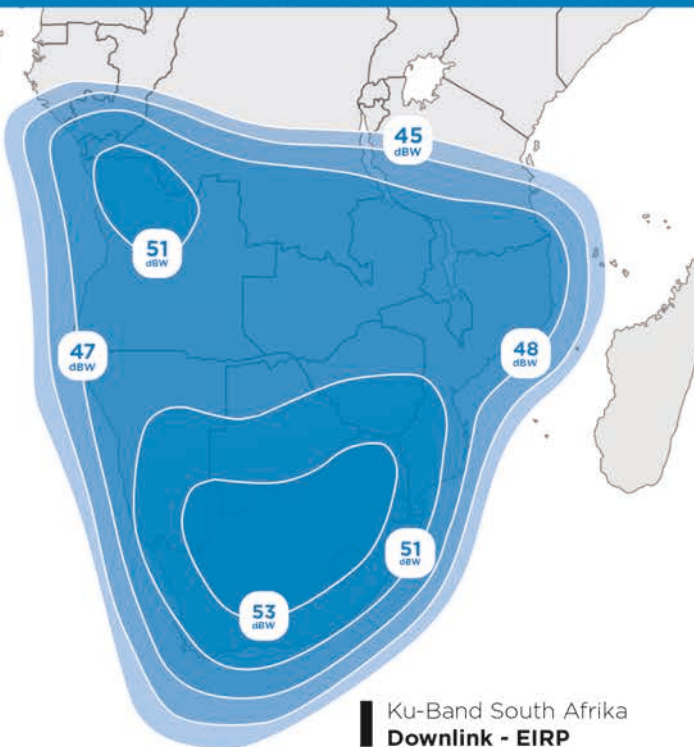 45
dBW
51
dBW
47
dBW
48
dBW
51
dBW
53
dBW
Ku-Band South Afrika
Downlink - EIRP